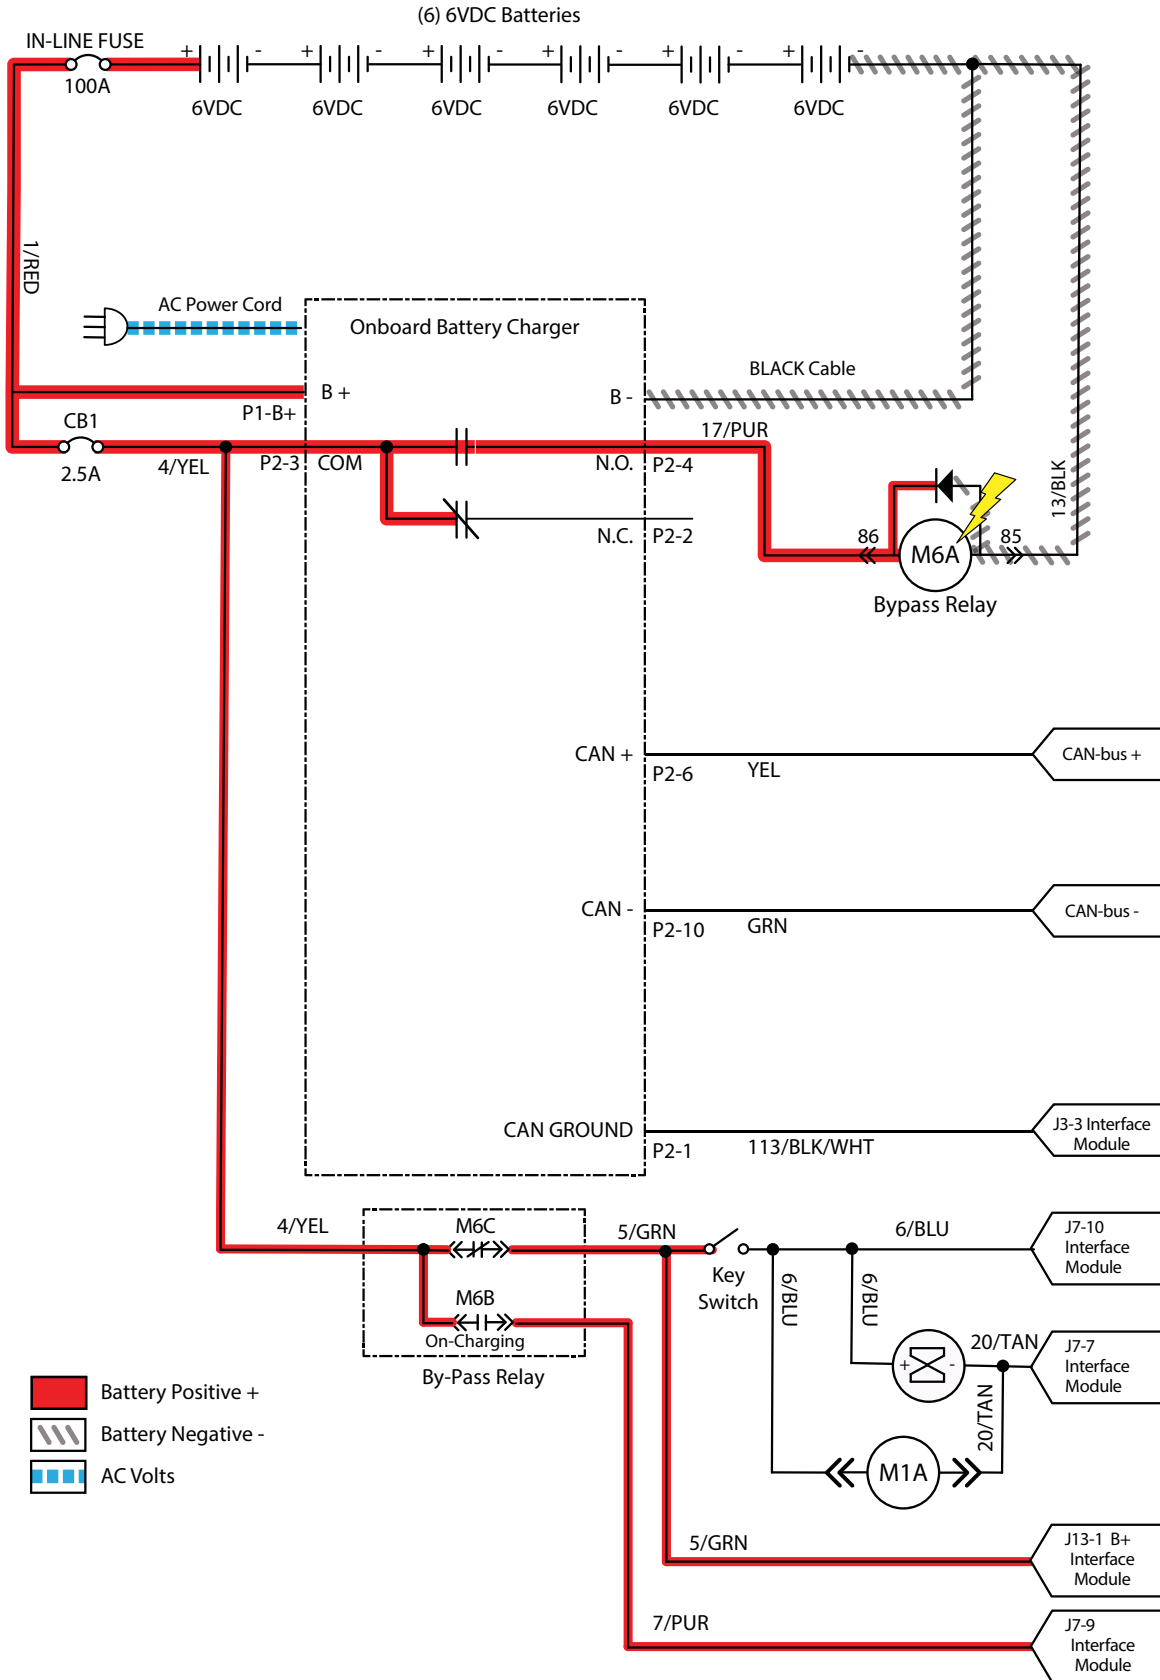 (6) 6VDC Batteries
IN-LINE FUSE
+ - + - + - + - + - + -
100A
6VDC 6VDC 6VDC 6VDC 6VDC 6VDC
1/RED
AC Power Cord
Onboard Battery Charger
BLACK Cable
B +
B -
P1-B+
CB1
2.5A
4/YEL
P2-3
COM
N.O.
P2-4
17/PUR
13/BLK
N.C.
P2-2
86
85
M6A
Bypass Relay
CAN +
P2-6
YEL
CAN-bus +
CAN -
P2-10
GRN
CAN-bus -
CAN GROUND
P2-1
113/BLK/WHT
J3-3 Interface
Module
4/YEL
M6C
5/GRN
Key
Switch
6/BLU
J7-10
Interface
Module
M6B
On-Charging
By-Pass Relay
6/BLU
6/BLU
+ -
20/TAN
J7-7
Interface
Module
20/TAN
M1A
Battery Positive +
Battery Negative -
AC Volts
5/GRN
J13-1 B+
Interface
Module
7/PUR
J7-9
Interface
Module